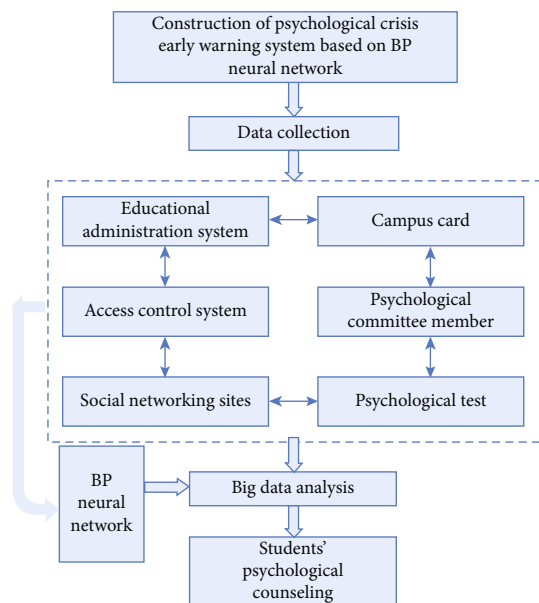 Construction of psychological crisis
early warning system based on BP
neural network
Data collection
Educational
administration system
Campus card
Access control system
Psychological
committee member
Social networking sites
Psychological test
BP
neural
network
Big data analysis
Students'
psychological
counseling